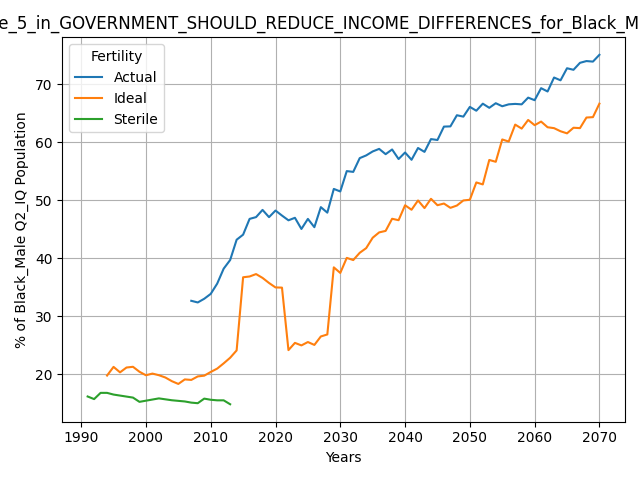 e_5_in_GOVERNMENT_SHOULD_REDUCE_INCOME_DIFFERENCES_for_Black_M
Fertility
Actual
Ideal
Sterile
% of Black_Male Q2_IQ Population
70
60
50
40
30
20
1990 2000 2010 2020 2030 2040 2050 2060 2070
Years